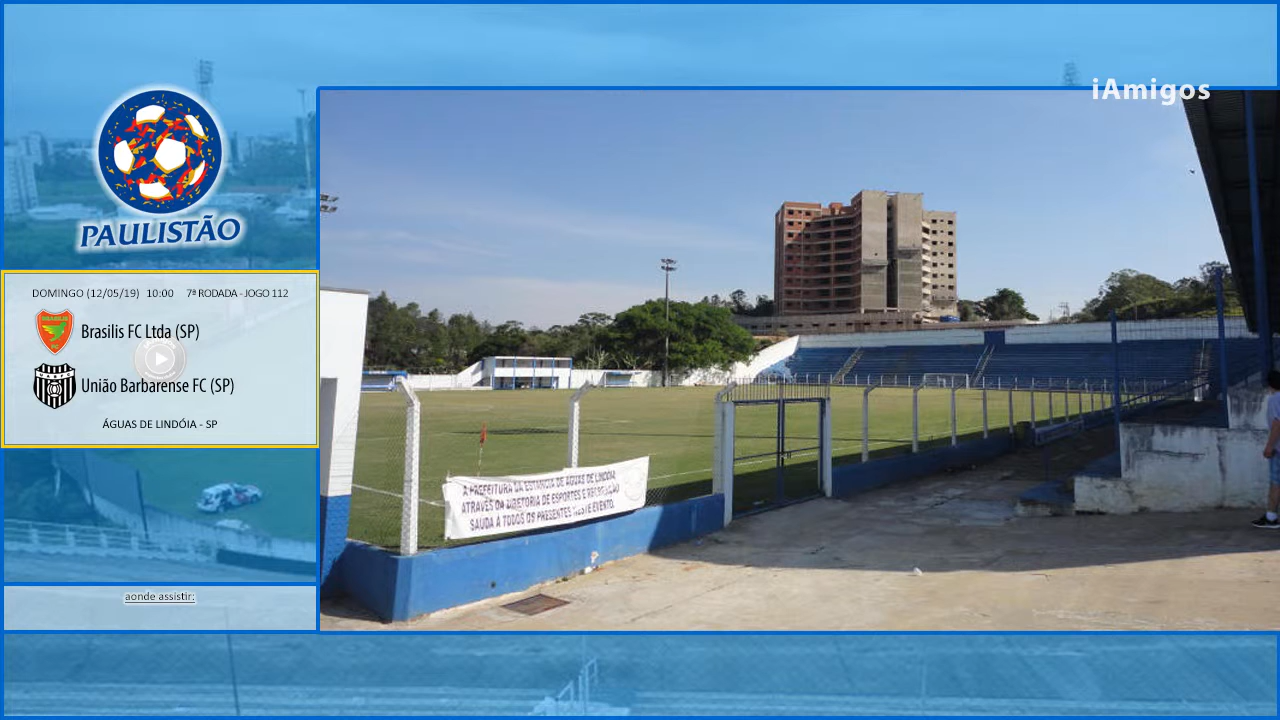 iAmigos
PAULISTÃO
DOMINGO (12/05/19) 10:00 7ª RODADA - JOGO 112
BRASILIS
FC
Brasilis FC Ltda (SP)
União Barbarense FC (SP)
ÁGUAS DE LINDÓIA - SP
aonde assistir:
A PREFEITURA DA ESTANCIA DE ÁGUAS DE LINDOIA,
ATRAVÉS DA DIRETORIA DE ESPORTES E RECREAÇÃO
SAUDA À TODOS OS PRESENTES NESTE EVENTO.